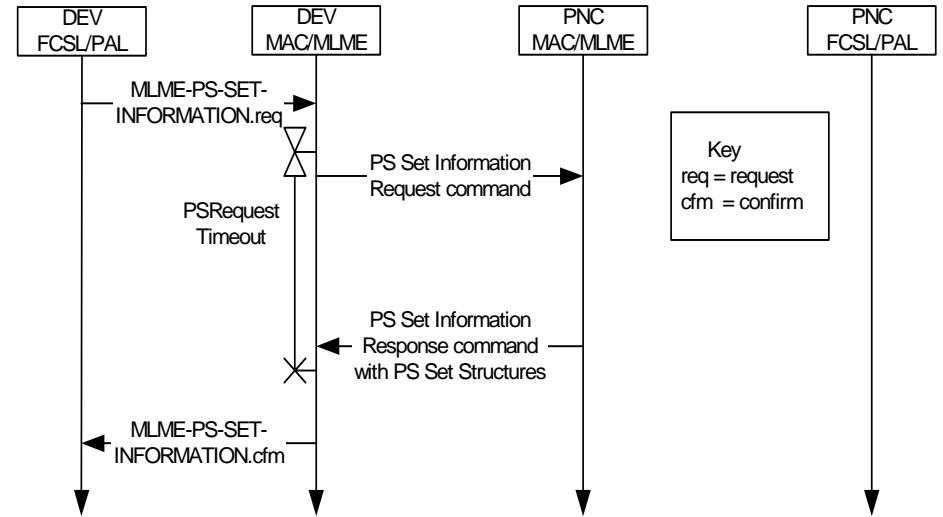 DEV
FCSL/PAL
DEV
MAC/MLME
PNC
MAC/MLME
PNC
FCSL/PAL
MLME-PS-SET-
INFORMATION.req
PS Set Information
Request command
Key
req = request
cfm = confirm
PSRequest
Timeout
PS Set Information
Response command
with PS Set Structures
MLME-PS-SET-
INFORMATION.cfm